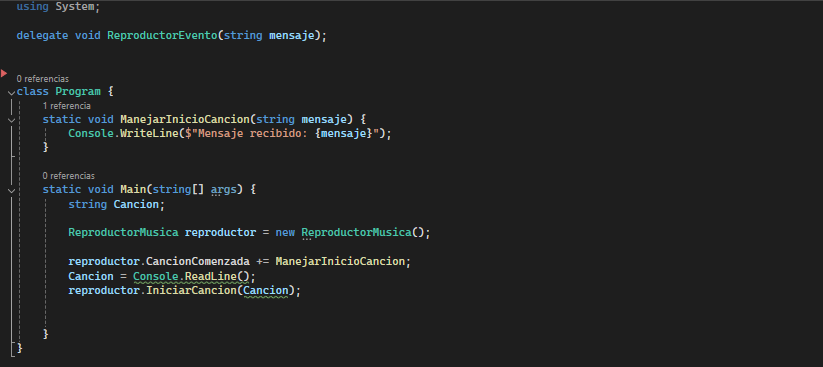 using System;
delegate void ReproductorEvento(string mensaje);
0 referencias
class Program {
1 referencia
static void ManejarInicioCancion(string mensaje) {
Console.WriteLine($"Mensaje recibido: {mensaje}");
}
0 referencias
static void Main(string[] args) {
string Cancion;
ReproductorMusica reproductor = new ReproductorMusica();
reproductor.CancionComenzada += ManejarInicioCancion;
Cancion = Console.ReadLine();
reproductor.IniciarCancion(Cancion);
}
}